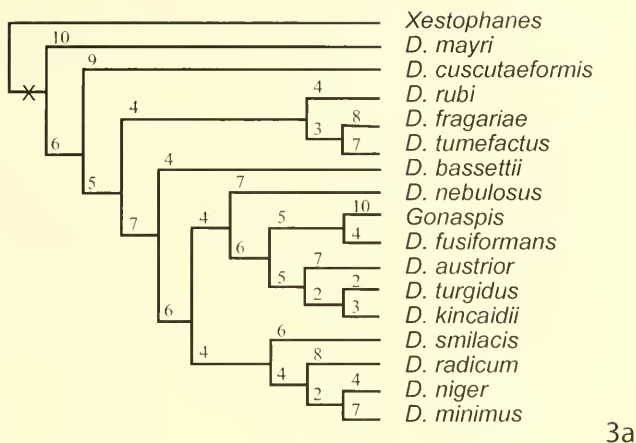 Xestophanes
10 D. mayri
9 D. cuscutaeformis
4 D. rubi
4
8 D. fragariae
3
7 D. tumefactus
6
5
4 D. bassettii
7 D. nebulosus
7
4
10 Gonaspis
5
4 D. fusiformans
6
7 D. austrior
5
2 D. turgidus
2
3 D. kincaidii
6
6 D. smilacis
4
8 D. radicum
4
4 D. niger
2
7 D. minimus
3a